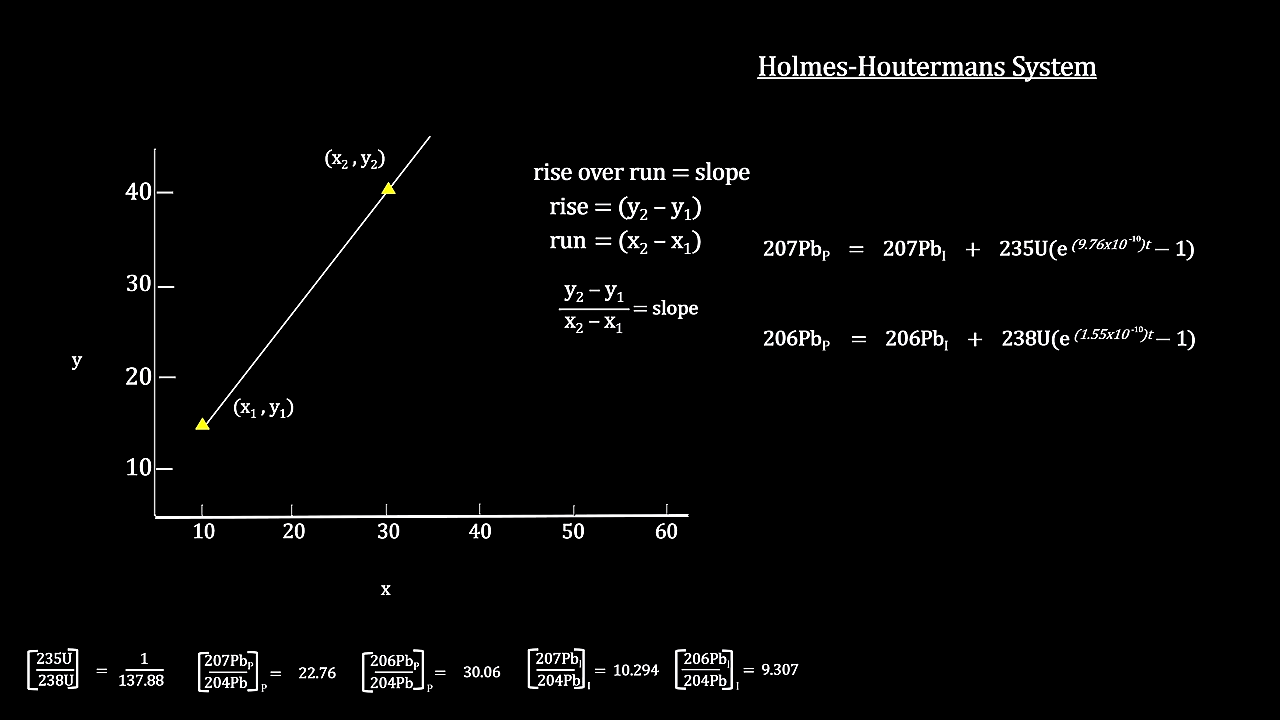 Holmes-Houtermans System
(x₂ , y₂)
40
30
20
10
y
(x₁ , y₁)
10 20 30 40 50 60
x
rise over run = slope
rise = (y₂ – y₁)
run = (x₂ – x₁)
y₂ – y₁ / x₂ – x₁ = slope
207Pb_P = 207Pb_I + 235U(e^(9.76x10^-10)t – 1)
206Pb_P = 206Pb_I + 238U(e^(1.55x10^-10)t – 1)
[235U / 238U] = 1 / 137.88 [207Pb_P / 204Pb]_P = 22.76 [206Pb_P / 204Pb]_P = 30.06 [207Pb_I / 204Pb]_I = 10.294 [206Pb_I / 204Pb]_I = 9.307